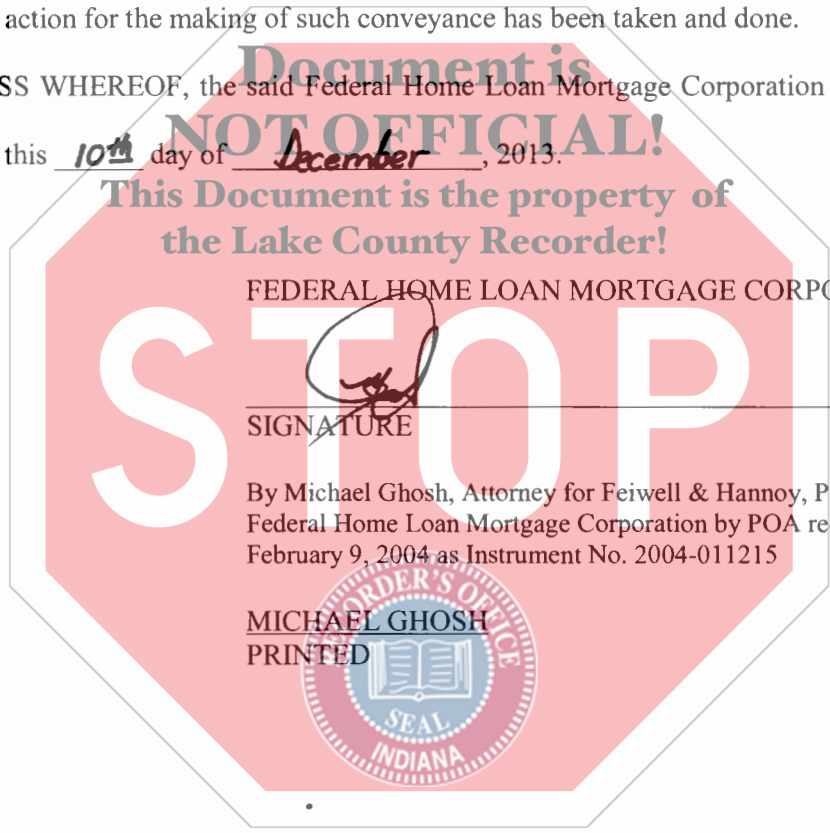 action for the making of such conveyance has been taken and done.
Document is
SS WHEREOF, the said Federal Home Loan Mortgage Corporation
NOT OFFICIAL!
this 10th day of December, 2013.
This Document is the property of
the Lake County Recorder!
FEDERAL HOME LOAN MORTGAGE CORPO
STOP
SIGNATURE
By Michael Ghosh, Attorney for Feiwell & Hannoy, P
Federal Home Loan Mortgage Corporation by POA re
February 9, 2004 as Instrument No. 2004-011215
RECORDER'S OFFICE
MICHAEL GHOSH
PRINTED
SEAL
INDIANA